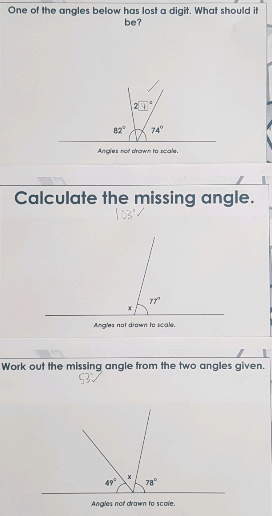 One of the angles below has lost a digit. What should it
be?
24°
82° 74°
Angles not drawn to scale.
Calculate the missing angle.
103°
77°
x
Angles not drawn to scale.
Work out the missing angle from the two angles given.
53°
x
49° 78°
Angles not drawn to scale.